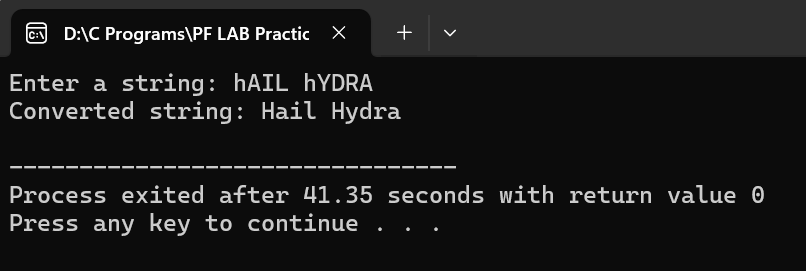 D:\C Programs\PF LAB Practic
Enter a string: hAIL hYDRA
Converted string: Hail Hydra
--------------------------------
Process exited after 41.35 seconds with return value 0
Press any key to continue . . .